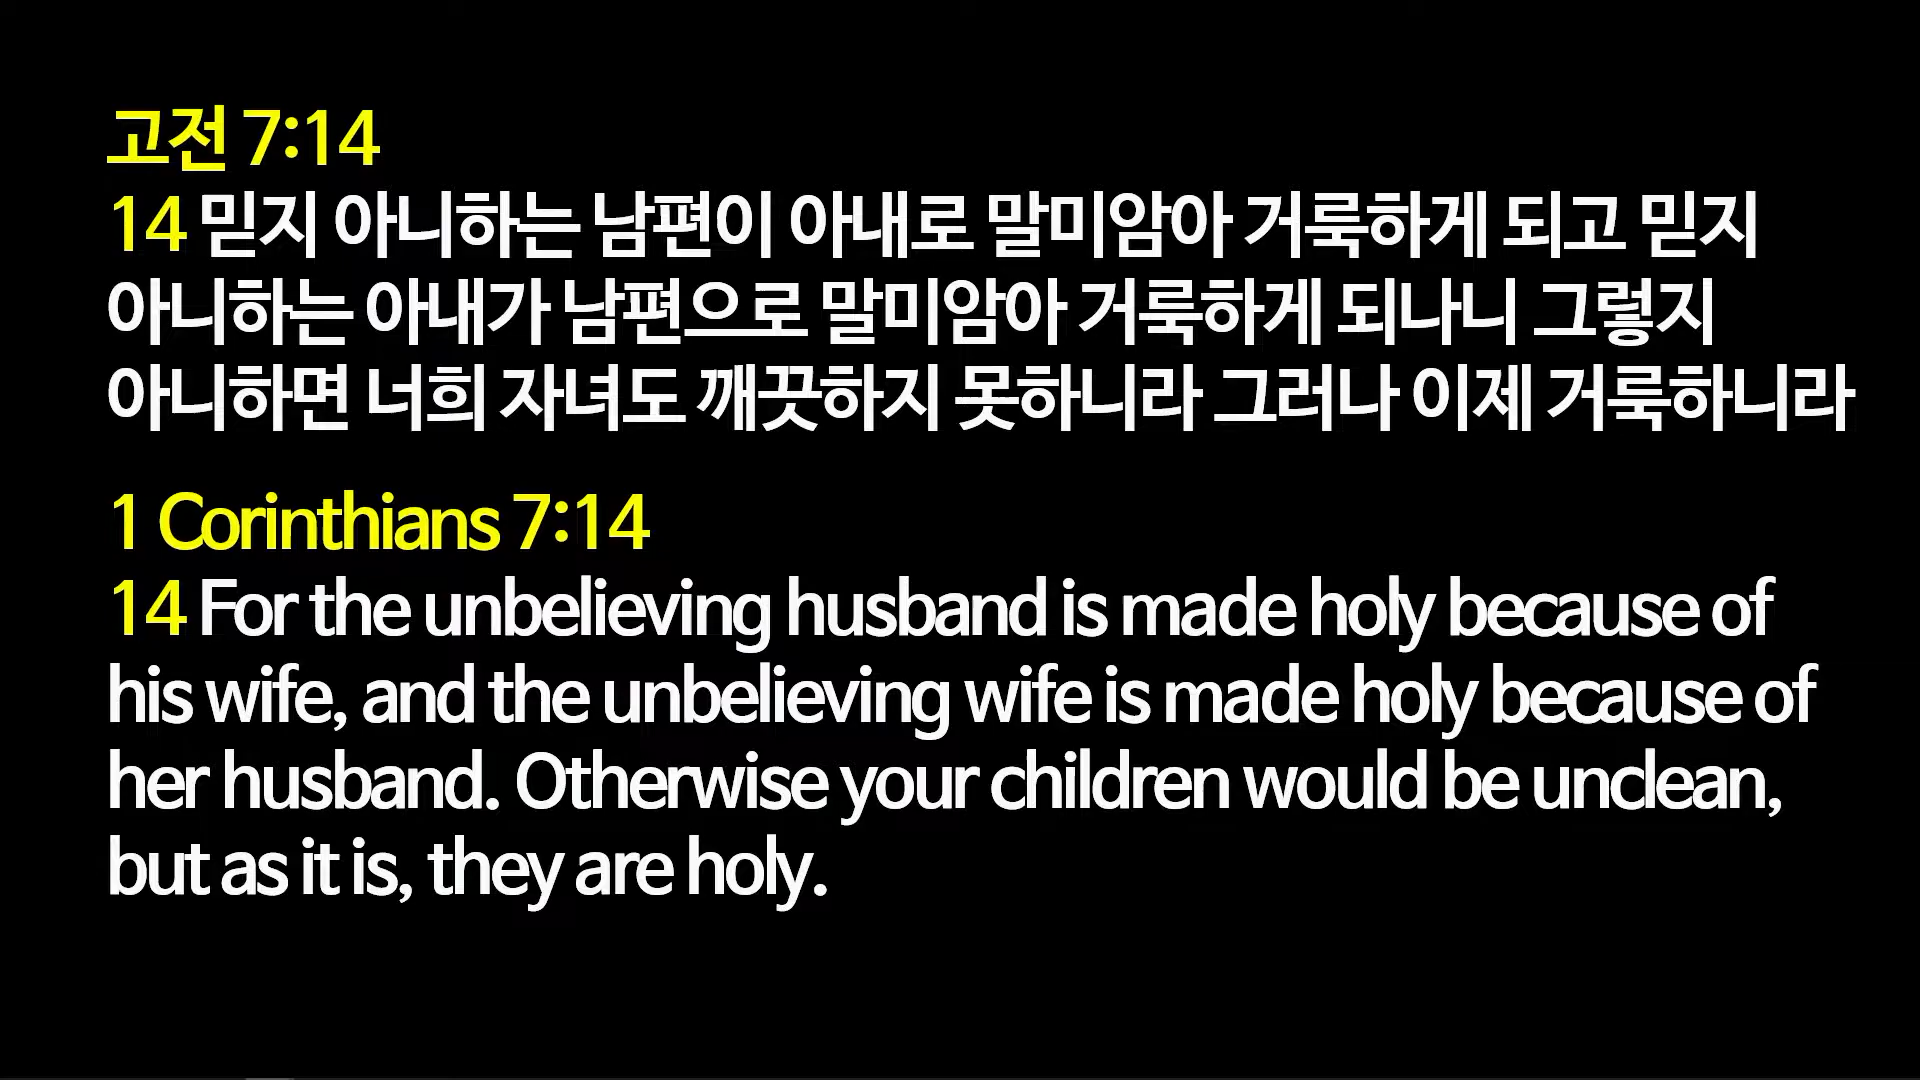 고전 7:14
14 믿지 아니하는 남편이 아내로 말미암아 거룩하게 되고 믿지
아니하는 아내가 남편으로 말미암아 거룩하게 되나니 그렇지
아니하면 너희 자녀도 깨끗하지 못하니라 그러나 이제 거룩하니라
1 Corinthians 7:14
14 For the unbelieving husband is made holy because of
his wife, and the unbelieving wife is made holy because of
her husband. Otherwise your children would be unclean,
but as it is, they are holy.